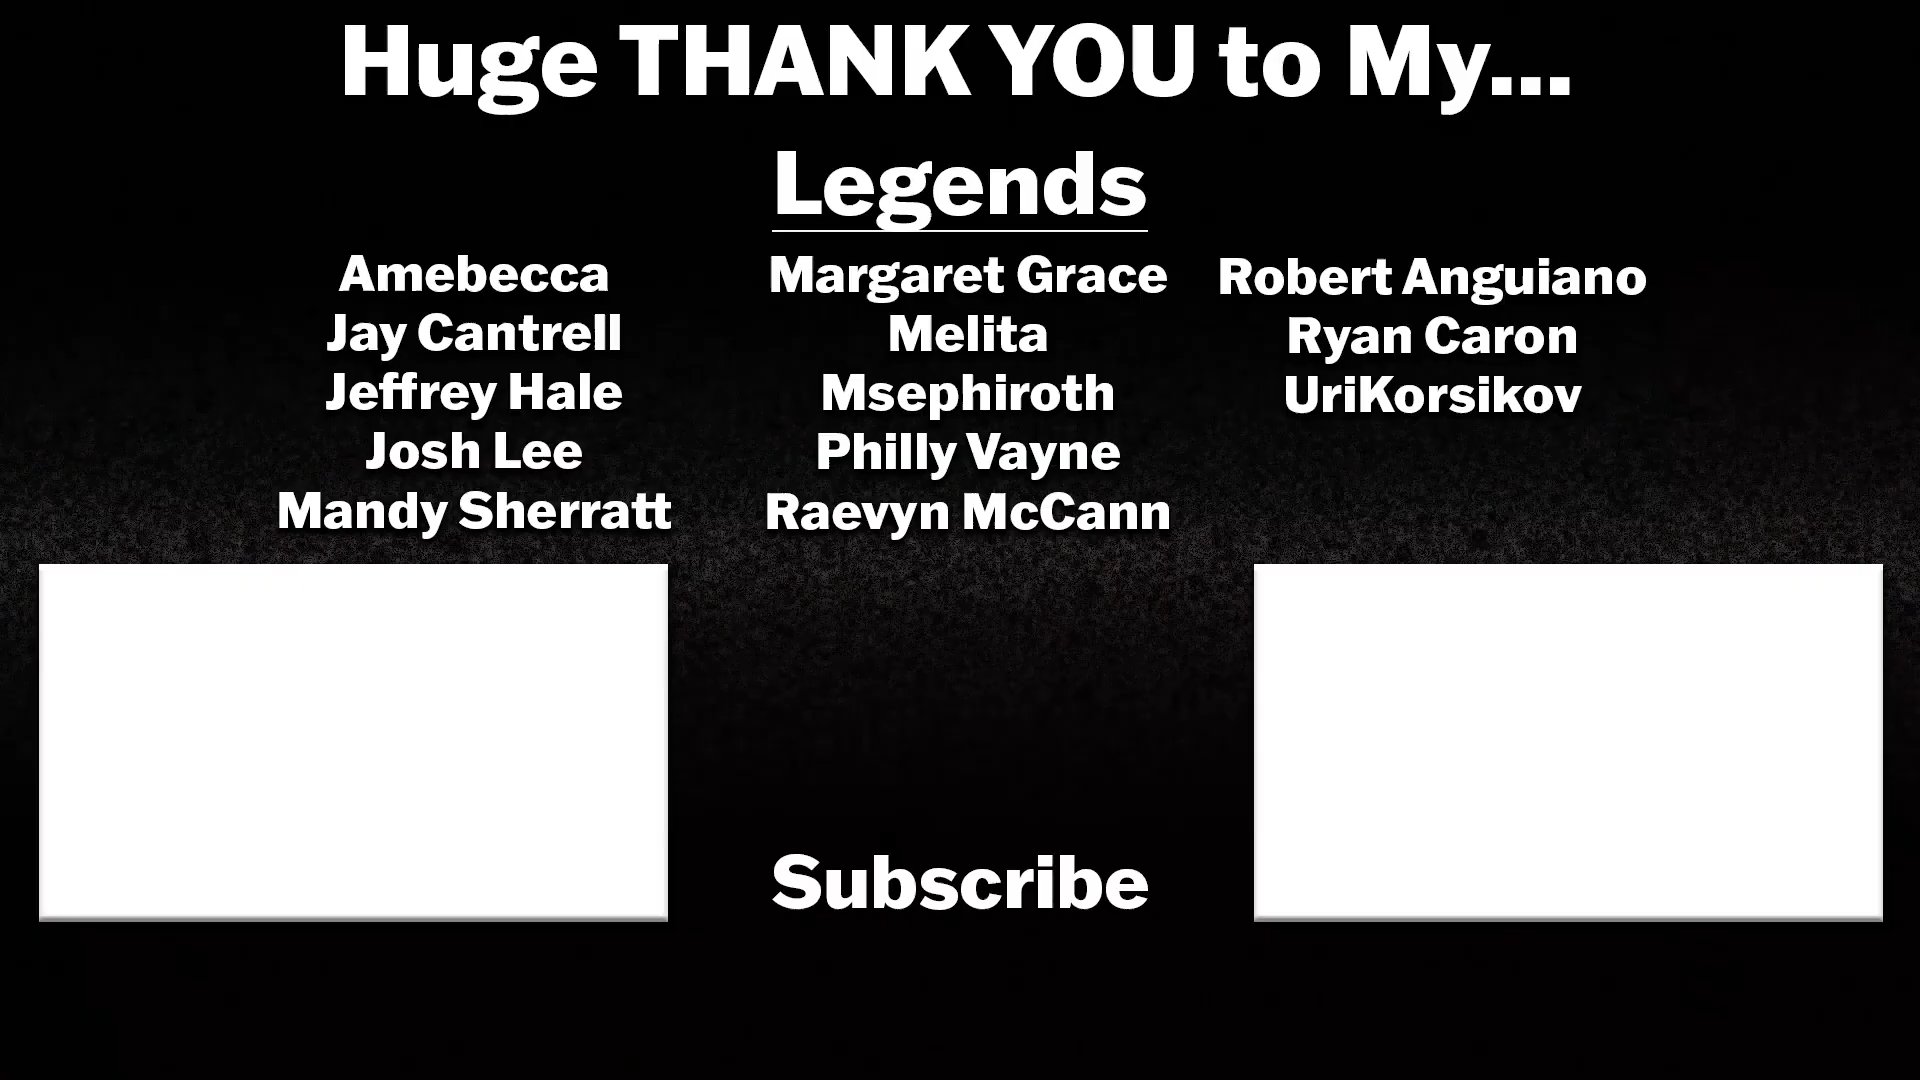 Huge THANK YOU to My...
Legends
Amebecca
Jay Cantrell
Jeffrey Hale
Josh Lee
Mandy Sherratt
Margaret Grace
Melita
Msephiroth
Philly Vayne
Raevyn McCann
Robert Anguiano
Ryan Caron
UriKorsikov
Subscribe